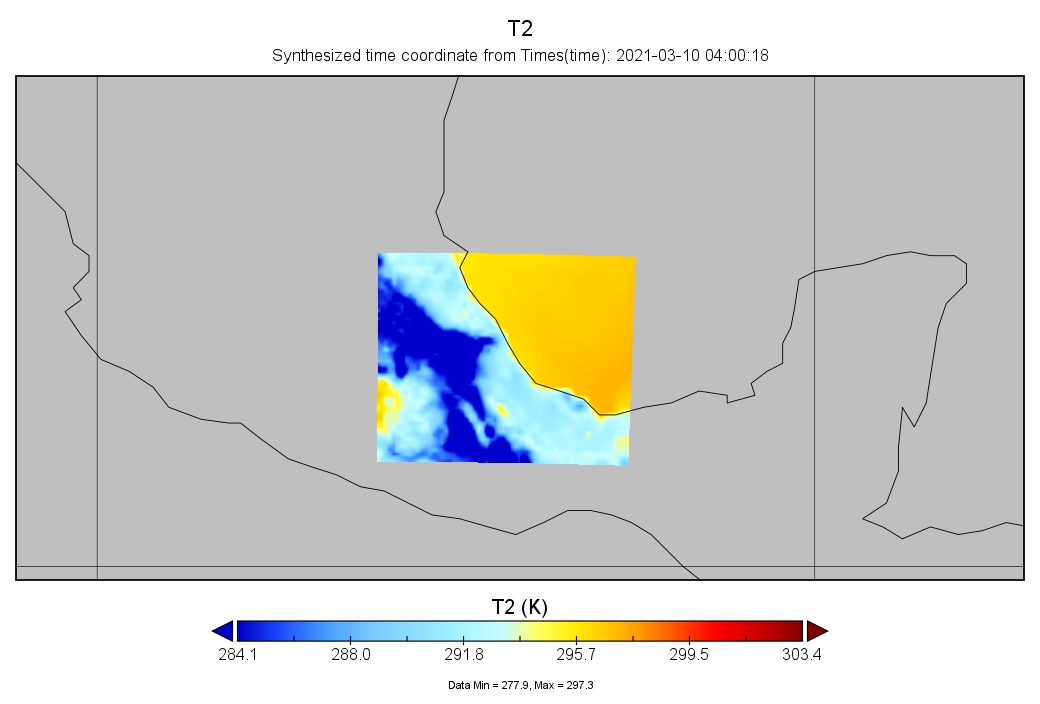 T2
Synthesized time coordinate from Times(time): 2021-03-10 04:00:18
T2 (K)
284.1 288.0 291.8 295.7 299.5 303.4
Data Min = 277.9, Max = 297.3